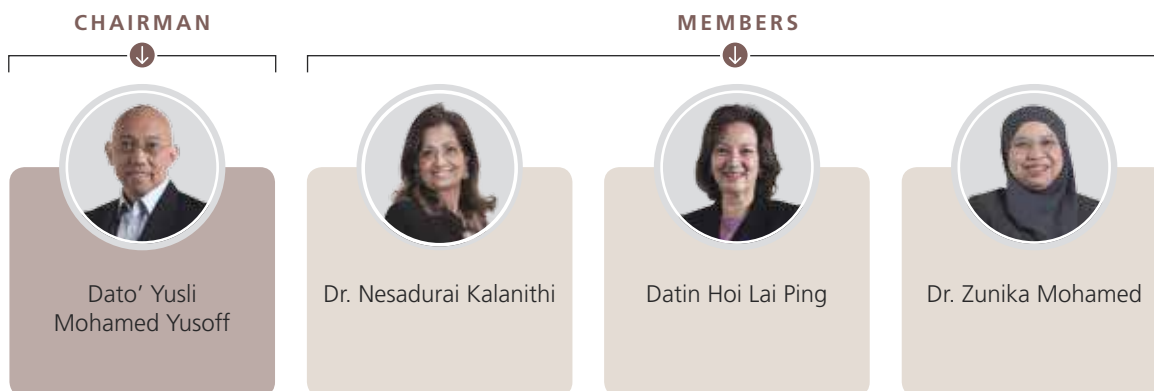 CHAIRMAN
MEMBERS
Dato’ Yusli
Mohamed Yusoff
Dr. Nesadurai Kalanithi
Datin Hoi Lai Ping
Dr. Zunika Mohamed